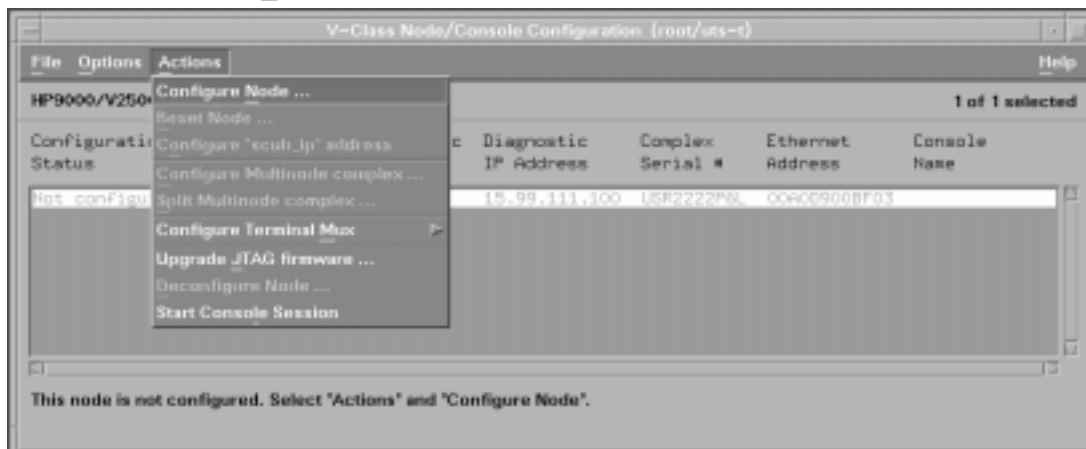 V-Class Node/Console Configuration (root/uts-t)
File Options Actions Help
HP9000/V250 1 of 1 selected
Configure Node ...
Reset Node ...
Configure "scub_ip" address
Configure Multinode complex ...
Split Multinode complex ...
Configure Terminal Mux
Upgrade JTAG firmware ...
Deconfigure Node ...
Start Console Session
Configurati c Diagnostic Complex Ethernet Console
Status IP Address Serial # Address Name
Not configu 15.99.111.100 USR2222P6L 00A0D900BF03
This node is not configured. Select "Actions" and "Configure Node".